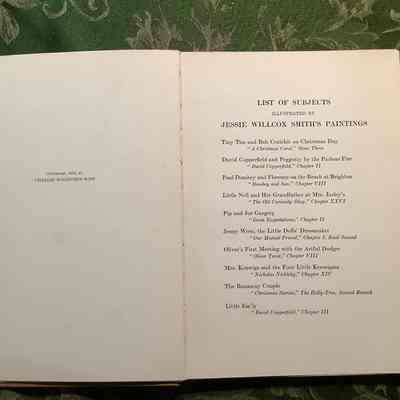 Copyright, 1925, by
CHARLES SCRIBNER'S SONS
LIST OF SUBJECTS
ILLUSTRATED BY
JESSIE WILLCOX SMITH'S PAINTINGS
Tiny Tim and Bob Cratchit on Christmas Day
"A Christmas Carol," Stave Three
David Copperfield and Peggotty by the Parlour Fire
"David Copperfield," Chapter II
Paul Dombey and Florence on the Beach at Brighton
"Dombey and Son," Chapter VIII
Little Nell and Her Grandfather at Mrs. Jarley's
"The Old Curiosity Shop," Chapter XXVI
Pip and Joe Gargery
"Great Expectations," Chapter II
Jenny Wren, the Little Dolls' Dressmaker
"Our Mutual Friend," Chapter I, Book Second
Oliver's First Meeting with the Artful Dodger
"Oliver Twist," Chapter VIII
Mrs. Kenwigs and the Four Little Kenwigses
"Nicholas Nickleby," Chapter XIV
The Runaway Couple
"Christmas Stories," The Holly-Tree, Second Branch
Little Em'ly
"David Copperfield," Chapter III